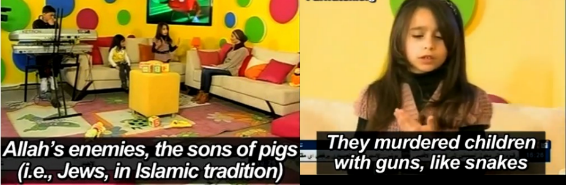 Allah's enemies, the sons of pigs
(i.e., Jews, in Islamic tradition)
They murdered children
with guns, like snakes